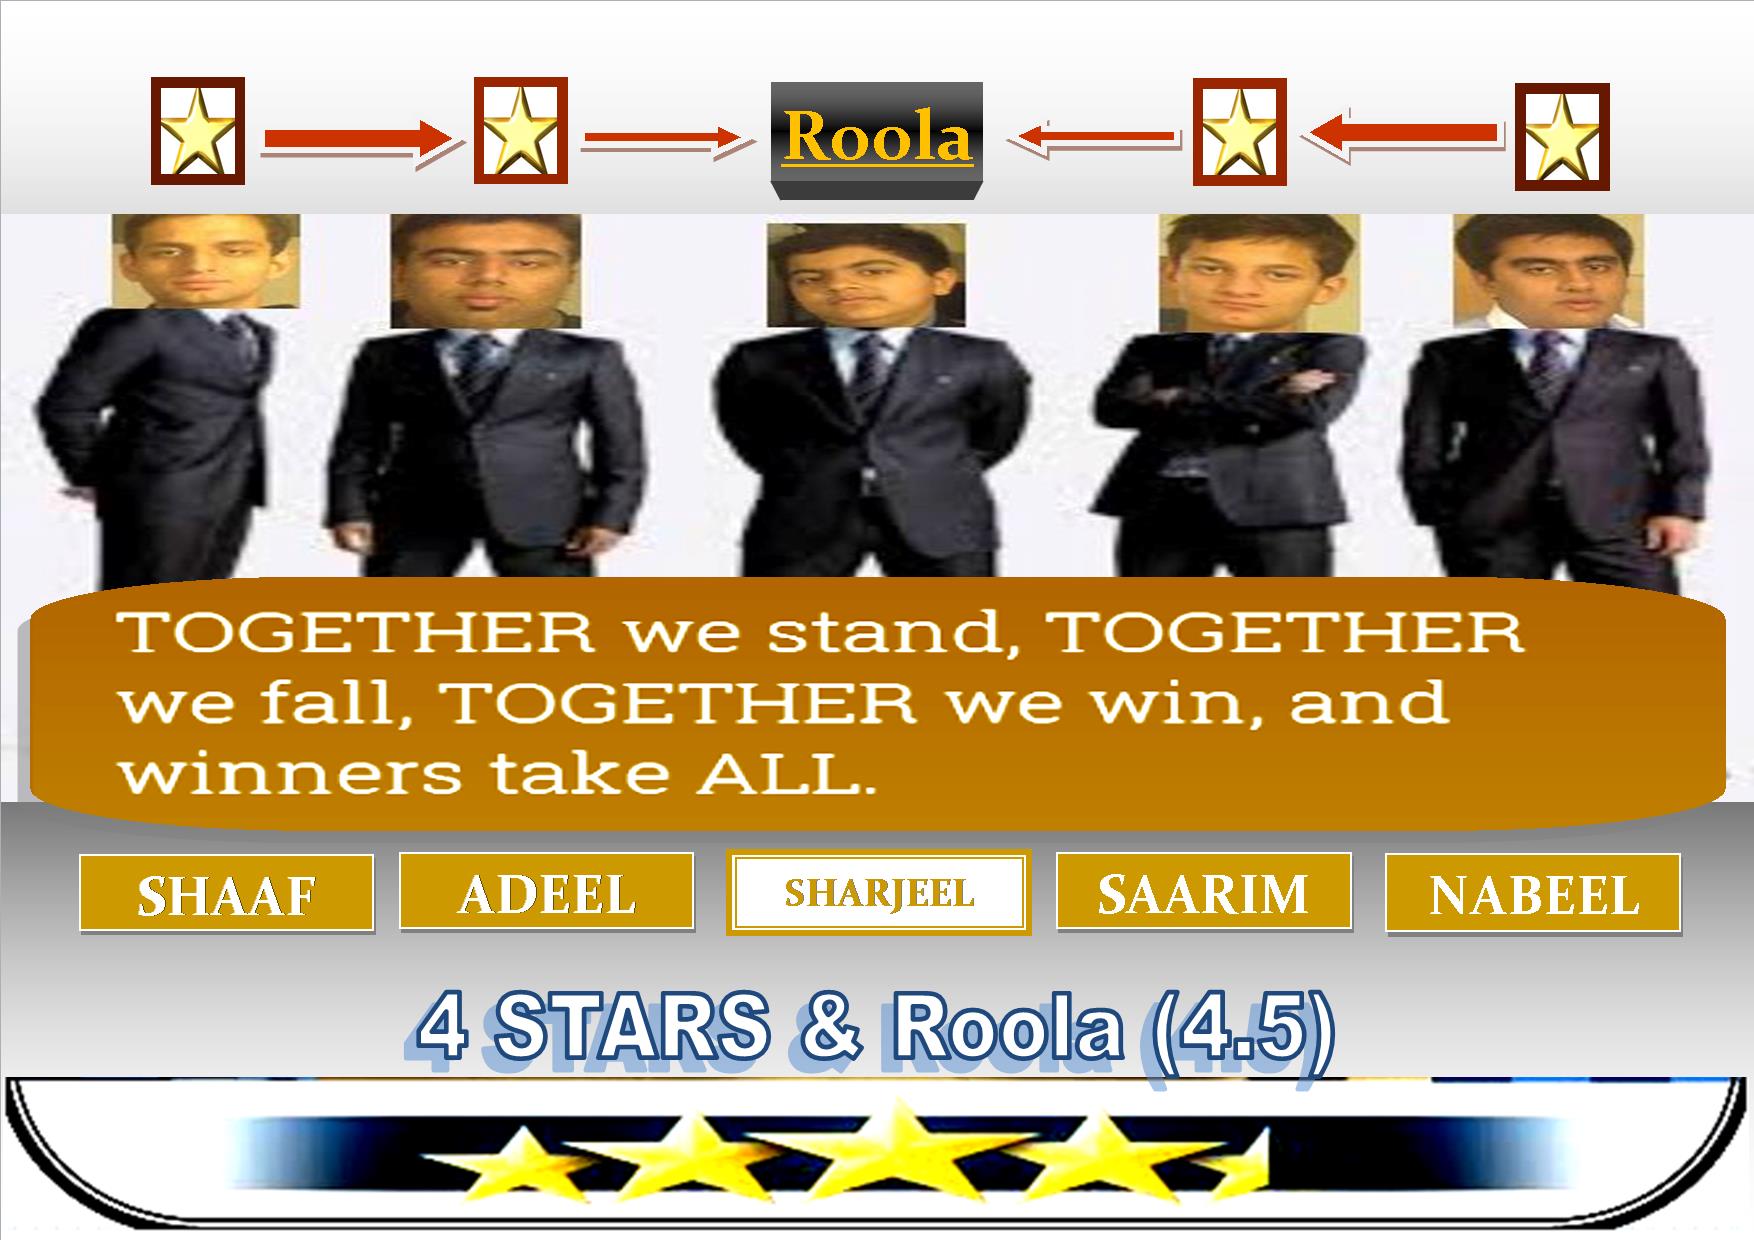 Roola
TOGETHER we stand, TOGETHER
we fall, TOGETHER we win, and
winners take ALL.
SHAAF
ADEEL
SHARJEEL
SAARIM
NABEEL
4 STARS & Roola (4.5)